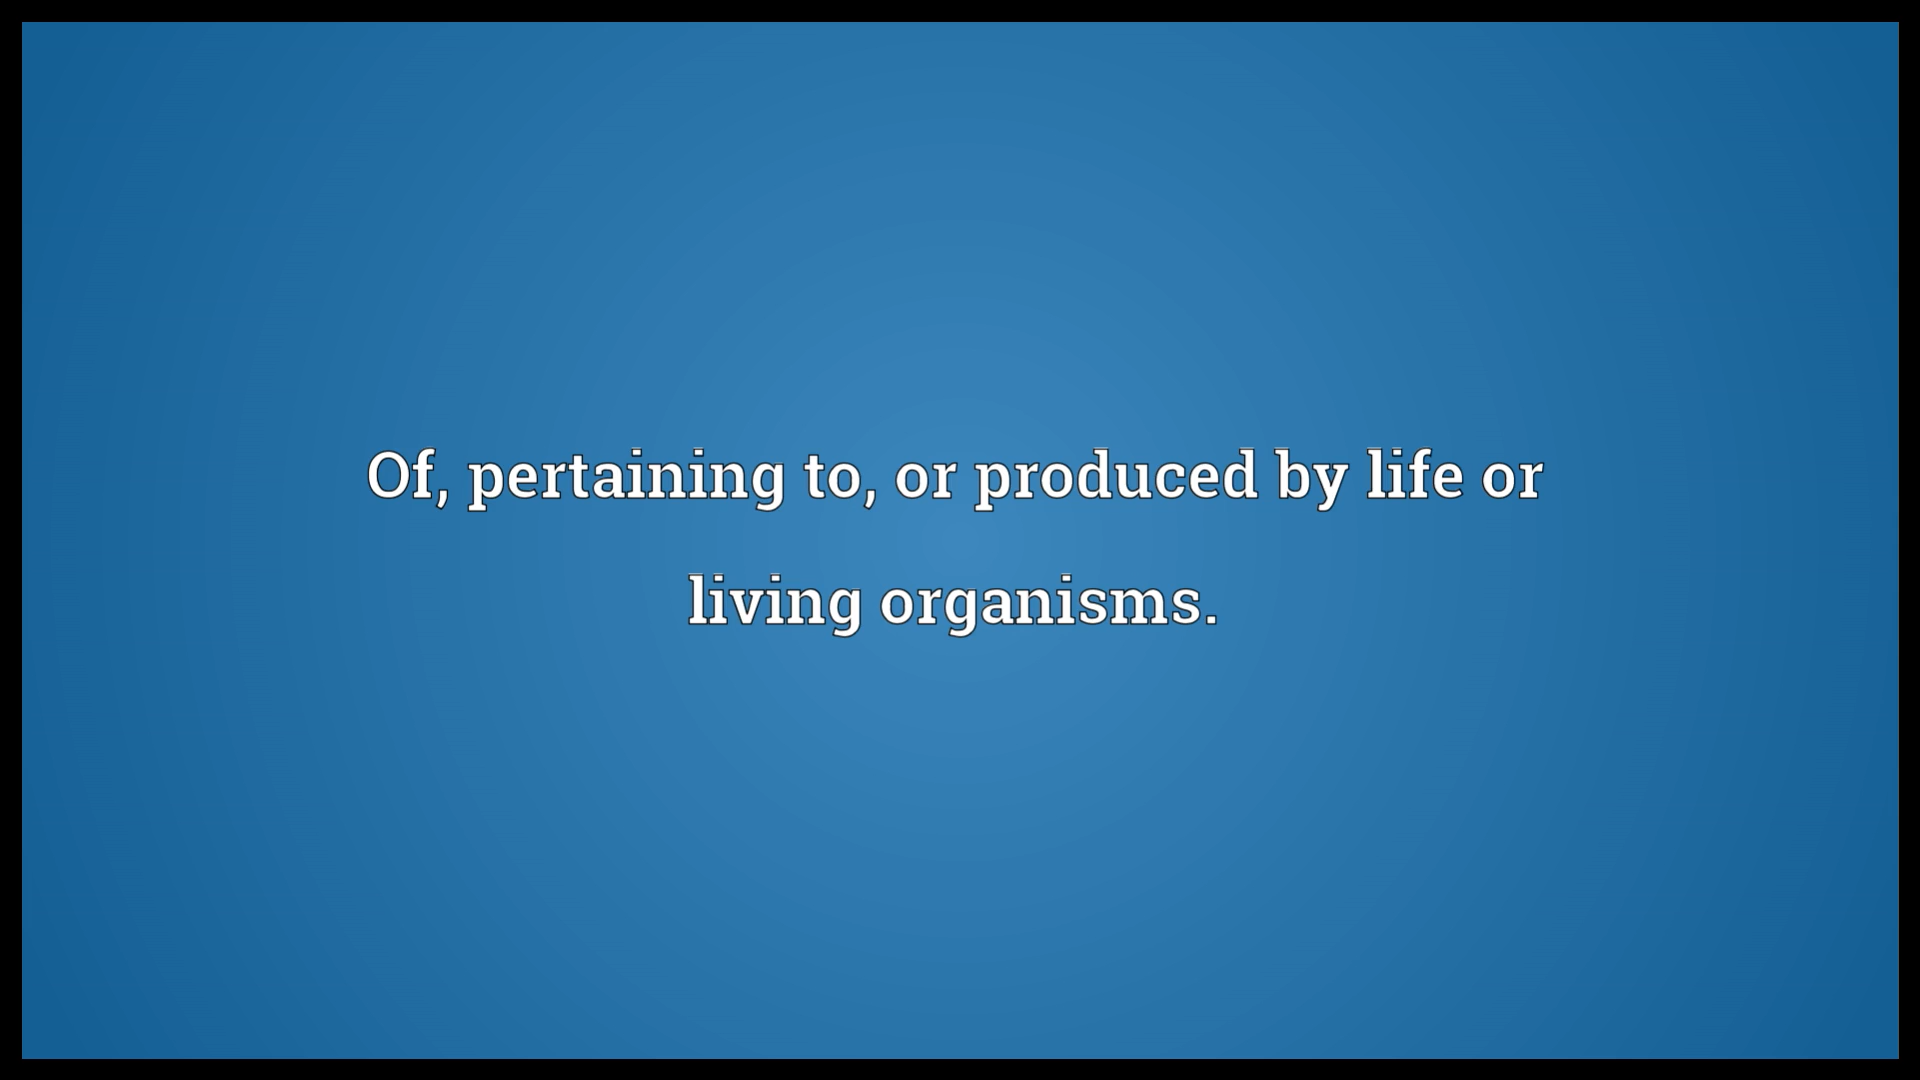 Of, pertaining to, or produced by life or
living organisms.